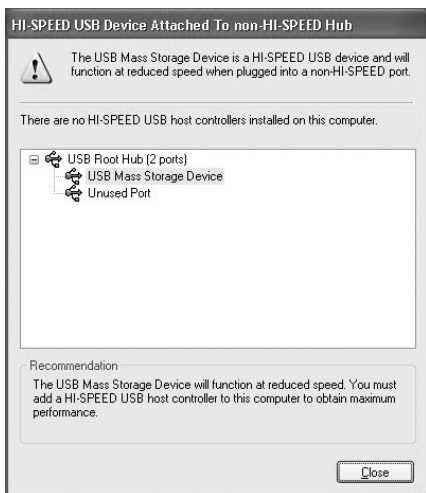 HI-SPEED USB Device Attached To non-HI-SPEED Hub
The USB Mass Storage Device is a HI-SPEED USB device and will
function at reduced speed when plugged into a non-HI-SPEED port.
There are no HI-SPEED USB host controllers installed on this computer.
USB Root Hub (2 ports)
USB Mass Storage Device
Unused Port
Recommendation
The USB Mass Storage Device will function at reduced speed. You must
add a HI-SPEED USB host controller to this computer to obtain maximum
performance.
Close